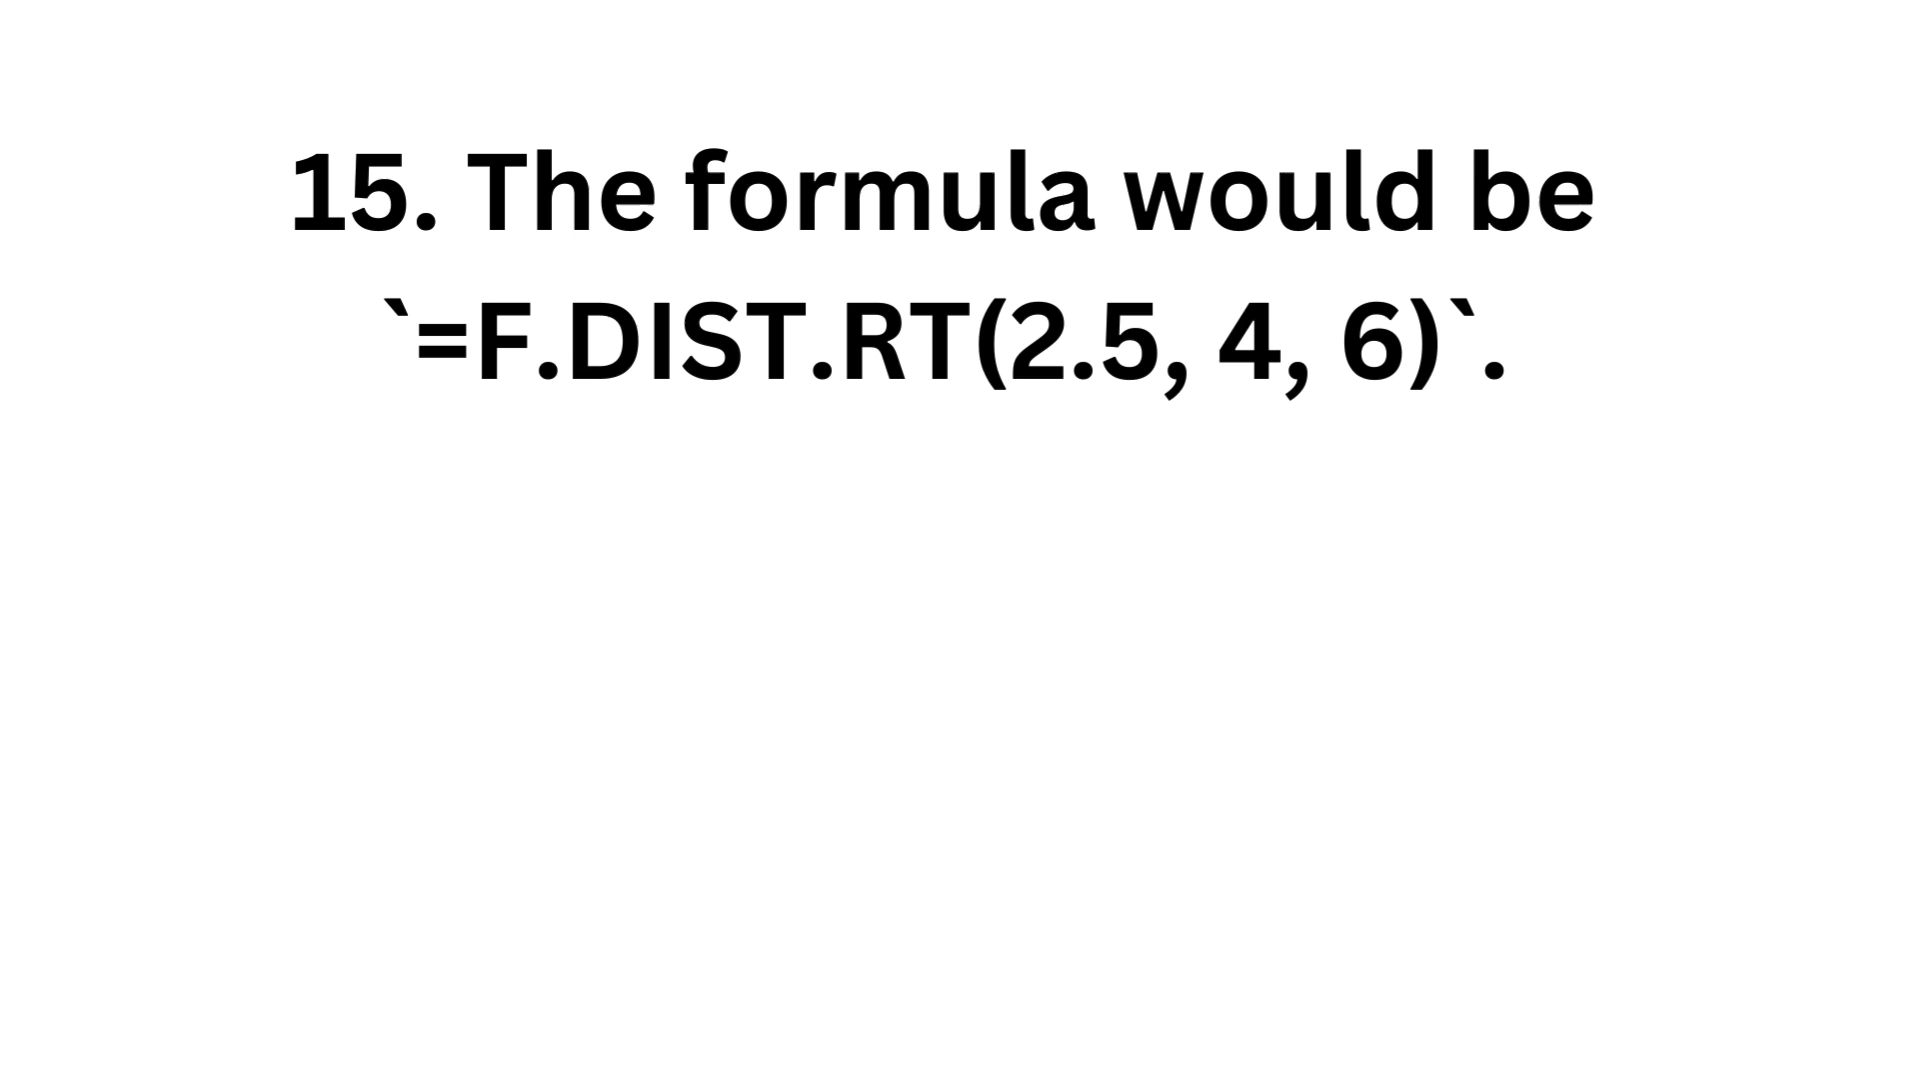 15. The formula would be
`=F.DIST.RT(2.5, 4, 6)`.